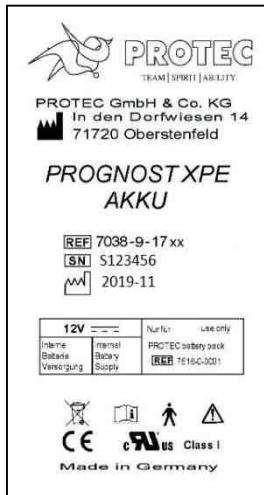 PROTEC
TEAM | SPIRIT | ABILITY
PROTEC GmbH & Co. KG
In den Dorfwiesen 14
71720 Oberstenfeld
PROGNOST XPE
AKKU
REF 7038-9-17xx
SN S123456
2019-11
12V
Nur für use only
Interne Batterie Versorgung
Internal Battery Supply
PROTEC battery pack
REF 7616-0-0001
CE c US Class I
Made in Germany